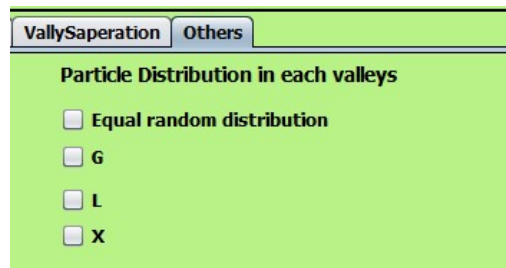 VallySaperation Others
Particle Distribution in each valleys
Equal random distribution
G
L
X